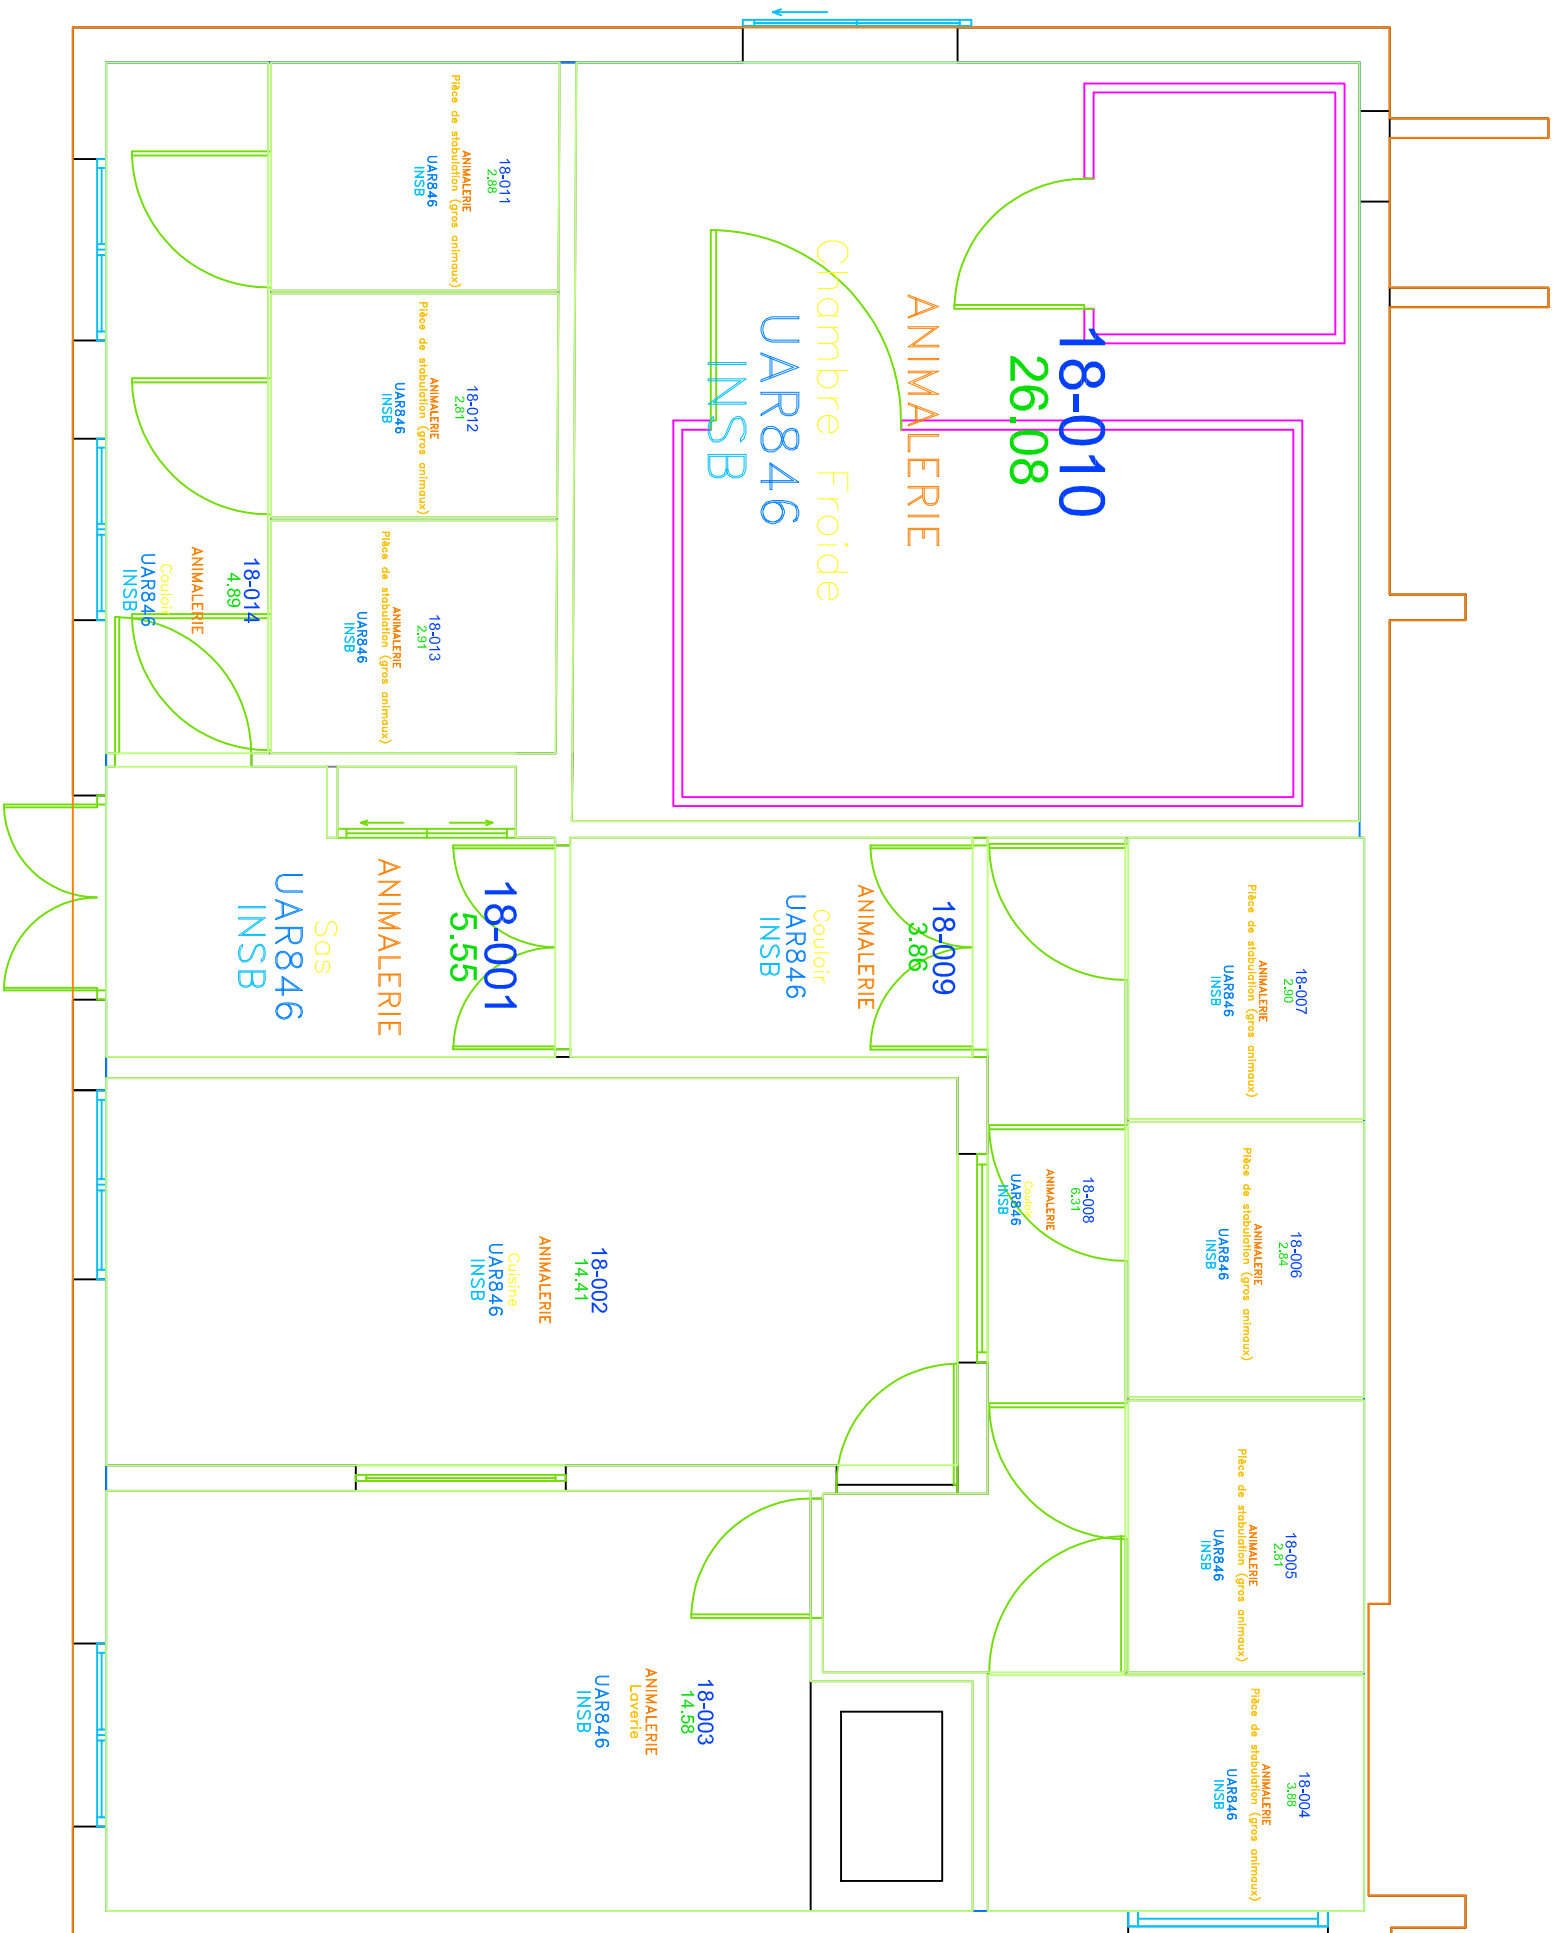 18-011
2.88
ANIMALERIE
Pièce de stabulation (gros animaux)
UAR846
INSB
18-012
2.81
ANIMALERIE
Pièce de stabulation (gros animaux)
UAR846
INSB
18-013
2.91
ANIMALERIE
Pièce de stabulation (gros animaux)
UAR846
INSB
18-014
4.89
ANIMALERIE
Couloir
UAR846
INSB
18-010
26.08
ANIMALERIE
Chambre Froide
UAR846
INSB
18-001
5.55
ANIMALERIE
Sas
UAR846
INSB
18-009
3.86
ANIMALERIE
Couloir
UAR846
INSB
18-007
2.90
ANIMALERIE
Pièce de stabulation (gros animaux)
UAR846
INSB
18-008
6.31
ANIMALERIE
Couloir
UAR846
INSB
18-006
2.84
ANIMALERIE
Pièce de stabulation (gros animaux)
UAR846
INSB
18-002
14.41
ANIMALERIE
Cuisine
UAR846
INSB
18-005
2.81
ANIMALERIE
Pièce de stabulation (gros animaux)
UAR846
INSB
18-003
14.58
ANIMALERIE
Laverie
UAR846
INSB
18-004
3.88
ANIMALERIE
Pièce de stabulation (gros animaux)
UAR846
INSB